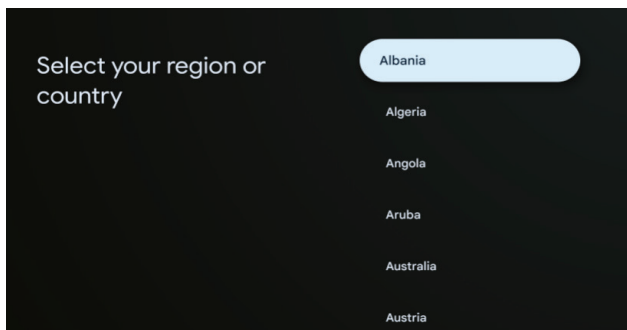 Select your region or
country
Albania
Algeria
Angola
Aruba
Australia
Austria